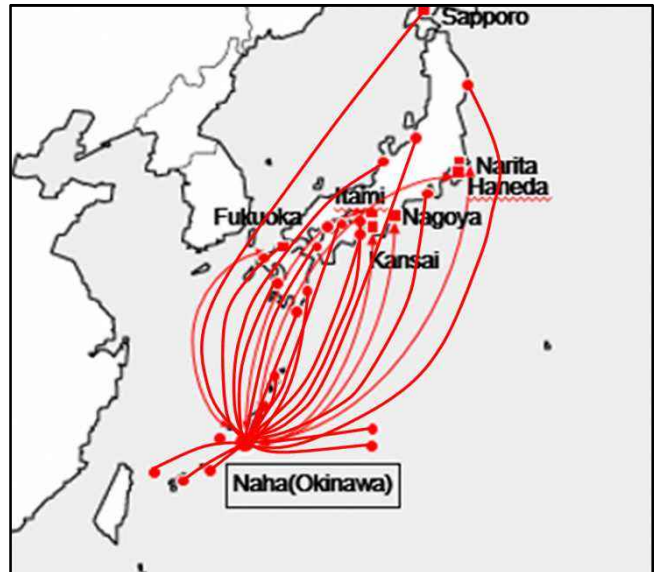 Sapporo
Narita
Haneda
Itami
Fukuoka
Nagoya
Kansai
Naha(Okinawa)